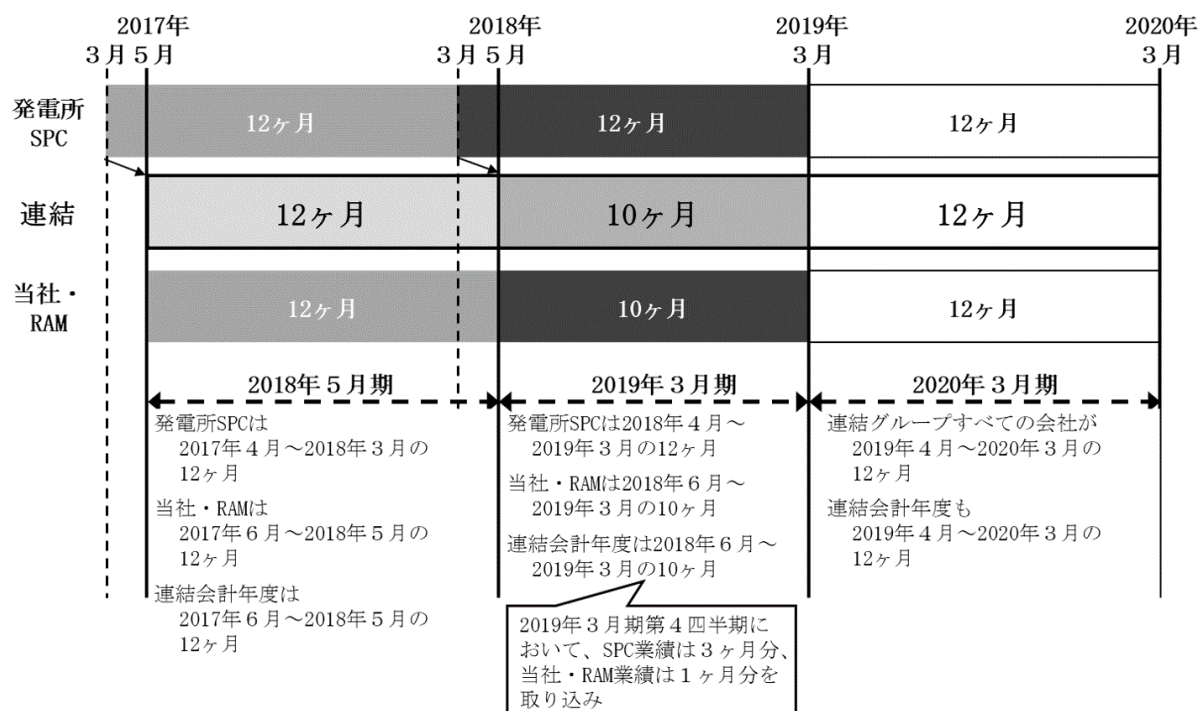 2017年
３月５月
2018年
３月５月
2019年
３月
2020年
３月
発電所
SPC
12ヶ月
12ヶ月
12ヶ月
連結
12ヶ月
10ヶ月
12ヶ月
当社・
RAM
12ヶ月
10ヶ月
12ヶ月
2018年５月期
2019年３月期
2020年３月期
発電所SPCは
2017年４月～2018年３月の
12ヶ月
当社・RAMは
2017年６月～2018年５月の
12ヶ月
連結会計年度は
2017年６月～2018年５月の
12ヶ月
発電所SPCは2018年４月～
2019年３月の12ヶ月
当社・RAMは2018年６月～
2019年３月の10ヶ月
連結会計年度は2018年６月～
2019年３月の10ヶ月
2019年３月期第４四半期に
おいて、SPC業績は３ヶ月分、
当社・RAM業績は１ヶ月分を
取り込み
連結グループすべての会社が
2019年４月～2020年３月の
12ヶ月
連結会計年度も
2019年４月～2020年３月の
12ヶ月